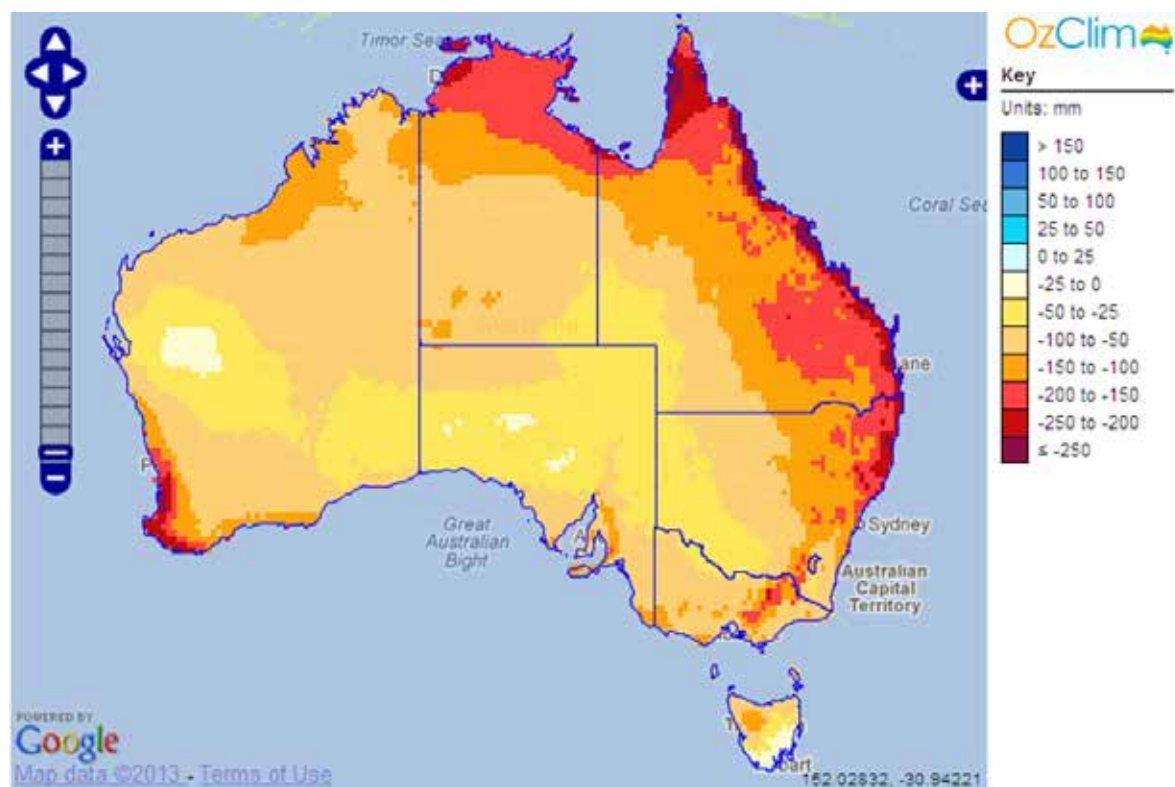 Timor Sea
D
Coral Sea
ane
P
Great
Australian
Bight
A
Sydney
Australian
Capital
Territory
T
bart
POWERED BY
Google
Map data ©2013 - Terms of Use
152.02832, -30.94221
OzClim
Key
Units: mm
> 150
100 to 150
50 to 100
25 to 50
0 to 25
-25 to 0
-50 to -25
-100 to -50
-150 to -100
-200 to -150
-250 to -200
≤ -250